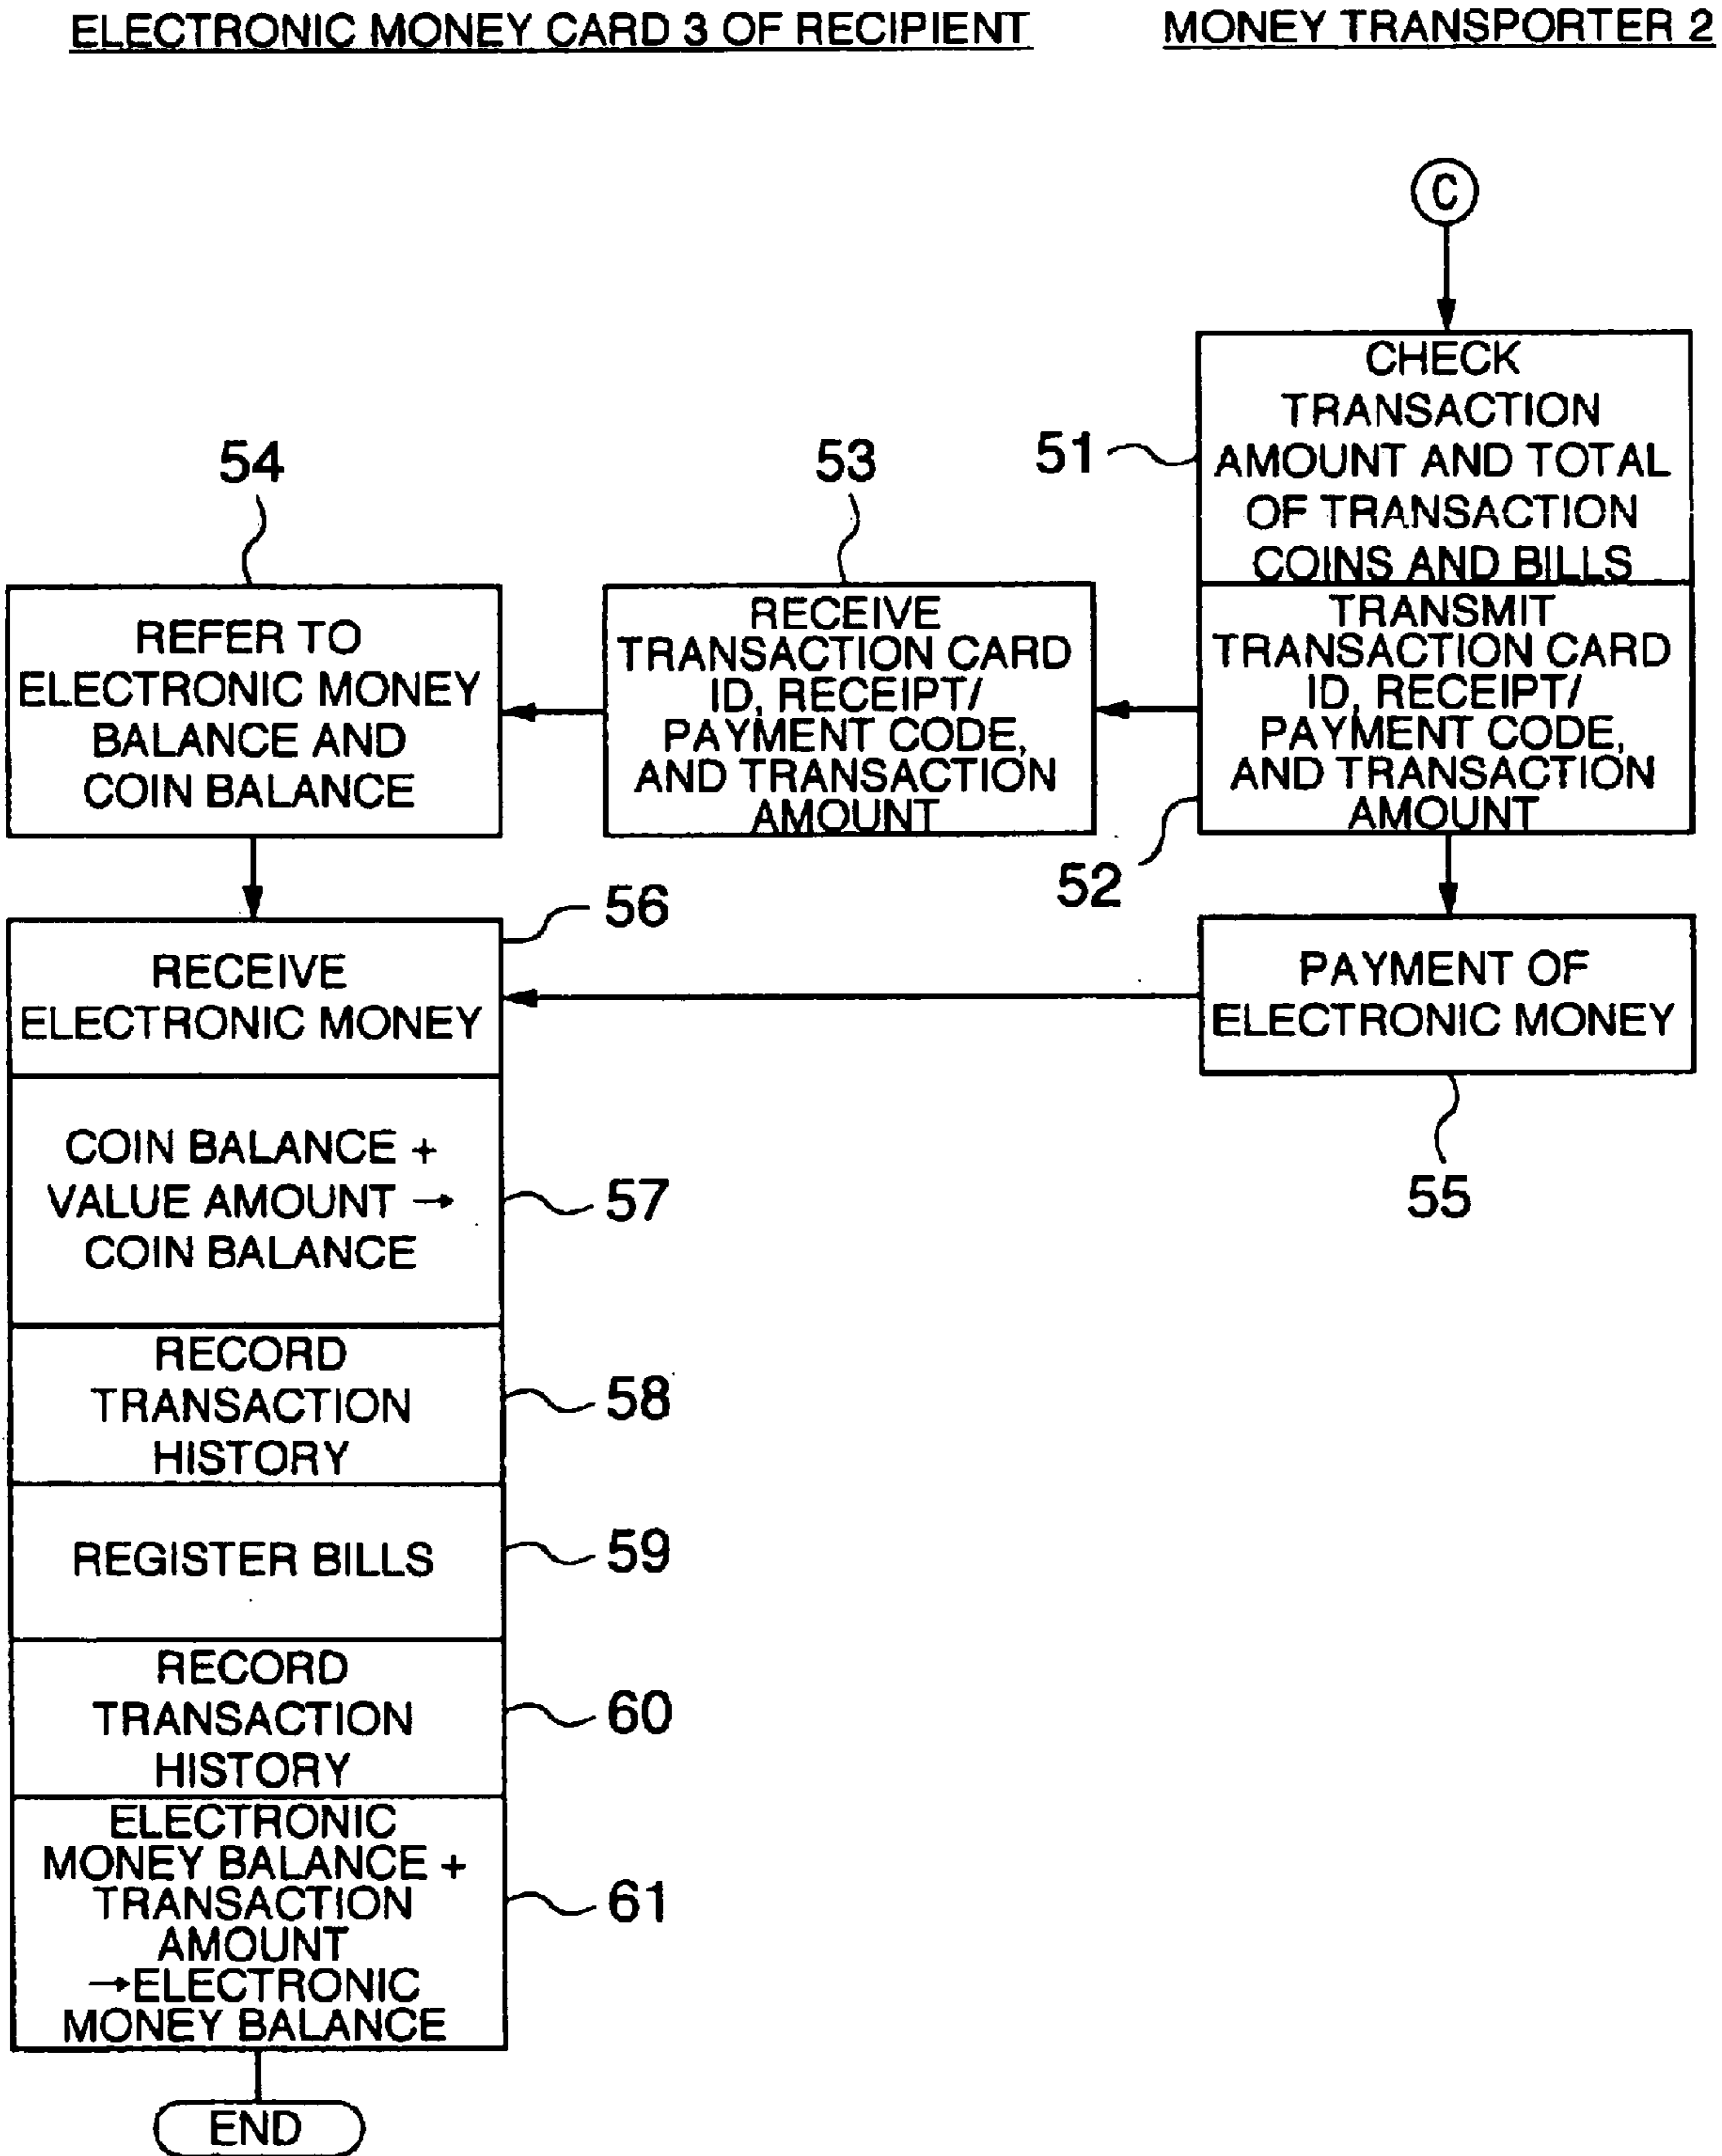 ELECTRONIC MONEY CARD 3 OF RECIPIENT
MONEY TRANSPORTER 2
C
51
CHECK
TRANSACTION
AMOUNT AND TOTAL
OF TRANSACTION
COINS AND BILLS
52
TRANSMIT
TRANSACTION CARD
ID, RECEIPT/
PAYMENT CODE,
AND TRANSACTION
AMOUNT
53
RECEIVE
TRANSACTION CARD
ID, RECEIPT/
PAYMENT CODE,
AND TRANSACTION
AMOUNT
54
REFER TO
ELECTRONIC MONEY
BALANCE AND
COIN BALANCE
PAYMENT OF
ELECTRONIC MONEY
55
56
RECEIVE
ELECTRONIC MONEY
COIN BALANCE +
VALUE AMOUNT →
COIN BALANCE
57
RECORD
TRANSACTION
HISTORY
58
REGISTER BILLS
59
RECORD
TRANSACTION
HISTORY
60
ELECTRONIC
MONEY BALANCE +
TRANSACTION
AMOUNT
→ELECTRONIC
MONEY BALANCE
61
END